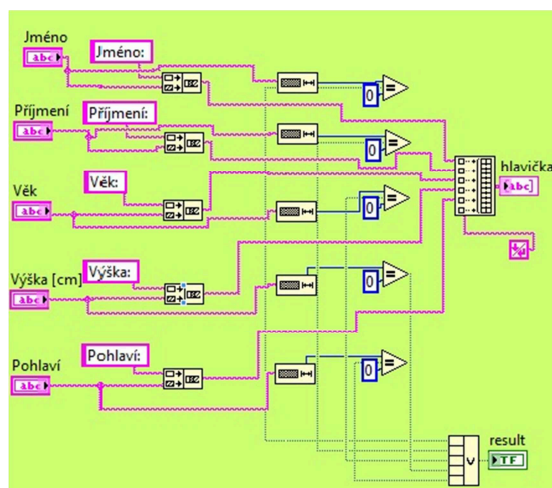 Jméno
abc
Jméno:
0
Příjmení
abc
Příjmení:
0
hlavička
abc
Věk
abc
Věk:
0
Výška [cm]
abc
Výška:
0
Pohlaví
abc
Pohlaví:
0
result
TF